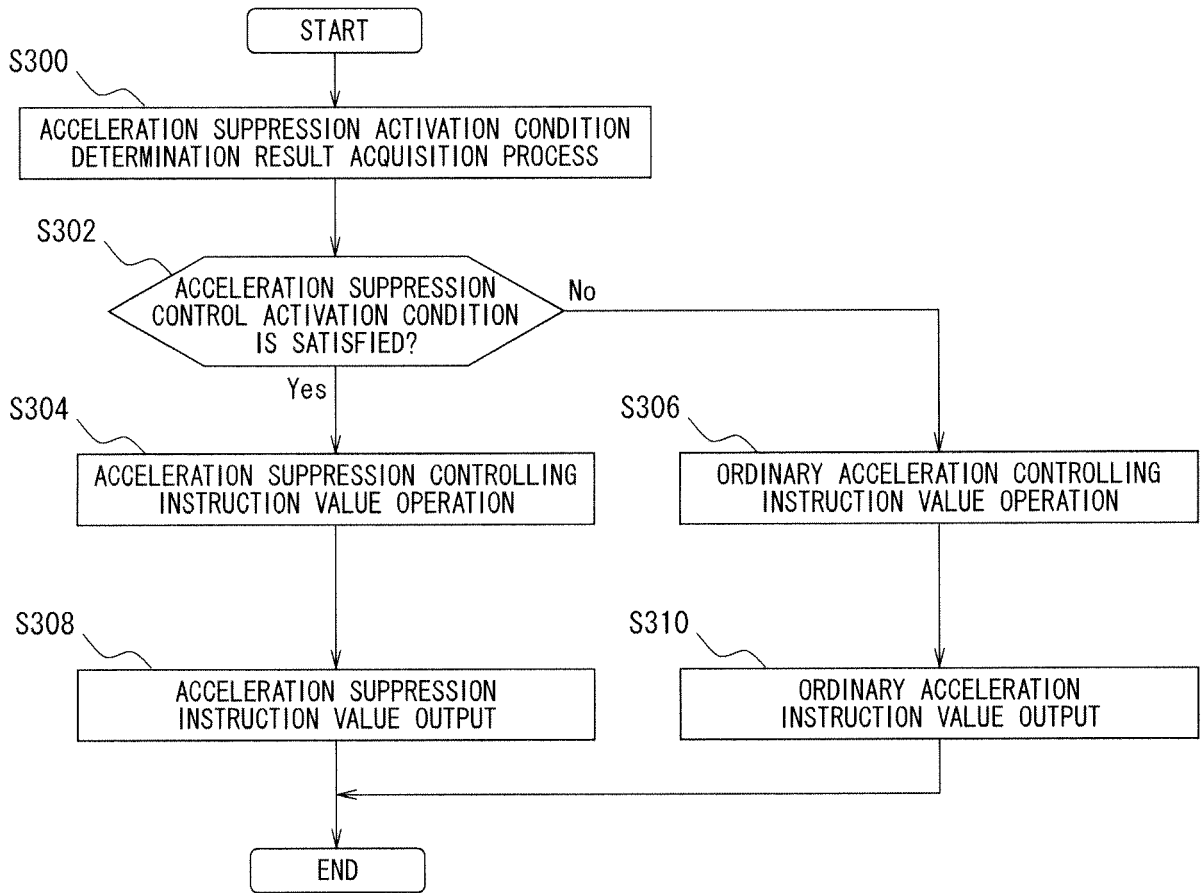 START
S300
ACCELERATION SUPPRESSION ACTIVATION CONDITION
DETERMINATION RESULT ACQUISITION PROCESS
S302
ACCELERATION SUPPRESSION
CONTROL ACTIVATION CONDITION
IS SATISFIED?
No
Yes
S304
ACCELERATION SUPPRESSION CONTROLLING
INSTRUCTION VALUE OPERATION
S306
ORDINARY ACCELERATION CONTROLLING
INSTRUCTION VALUE OPERATION
S308
ACCELERATION SUPPRESSION
INSTRUCTION VALUE OUTPUT
S310
ORDINARY ACCELERATION
INSTRUCTION VALUE OUTPUT
END